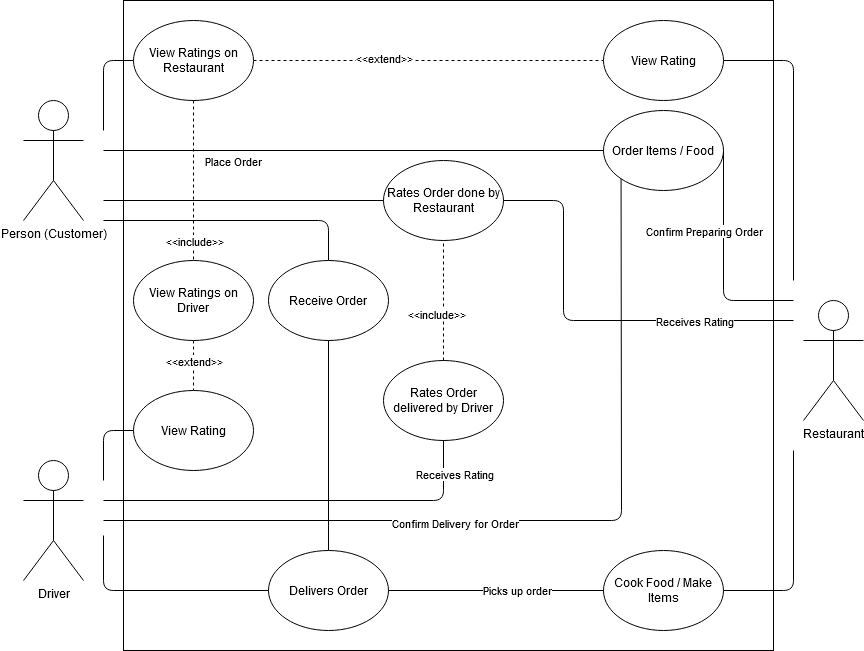 View Ratings on
Restaurant
<<extend>>
View Rating
Order Items / Food
Place Order
Rates Order done by
Restaurant
Person (Customer)
Confirm Preparing Order
<<include>>
View Ratings on
Driver
Receive Order
<<include>>
Receives Rating
<<extend>>
Rates Order
delivered by Driver
View Rating
Restaurant
Receives Rating
Confirm Delivery for Order
Driver
Delivers Order
Picks up order
Cook Food / Make
Items